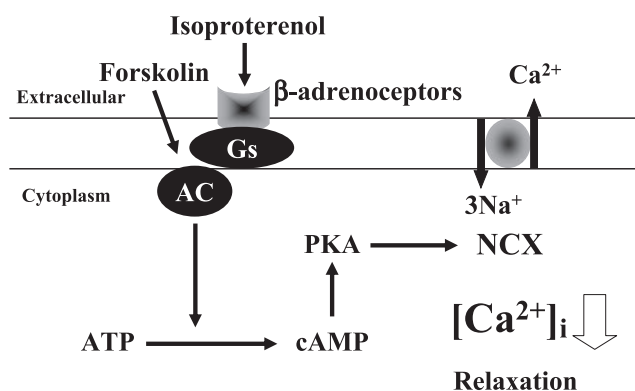 Isoproterenol
Forskolin
Ca²⁺
Extracellular
β-adrenoceptors
Gs
AC
Cytoplasm
3Na⁺
PKA
NCX
[Ca²⁺]i
ATP
cAMP
Relaxation